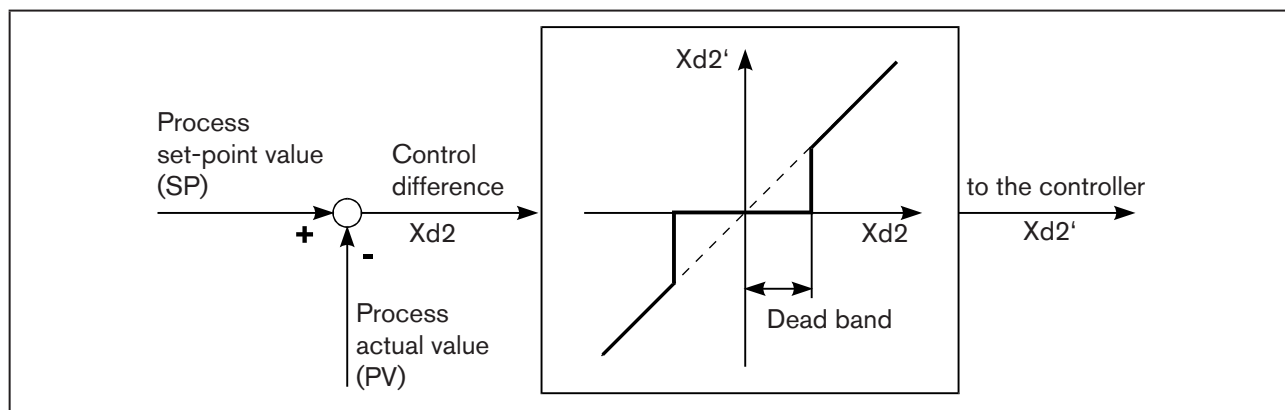 Process
set-point value
(SP)
+
-
Process
actual value
(PV)
Control
difference
Xd2
Xd2‘
Xd2
Dead band
to the controller
Xd2‘